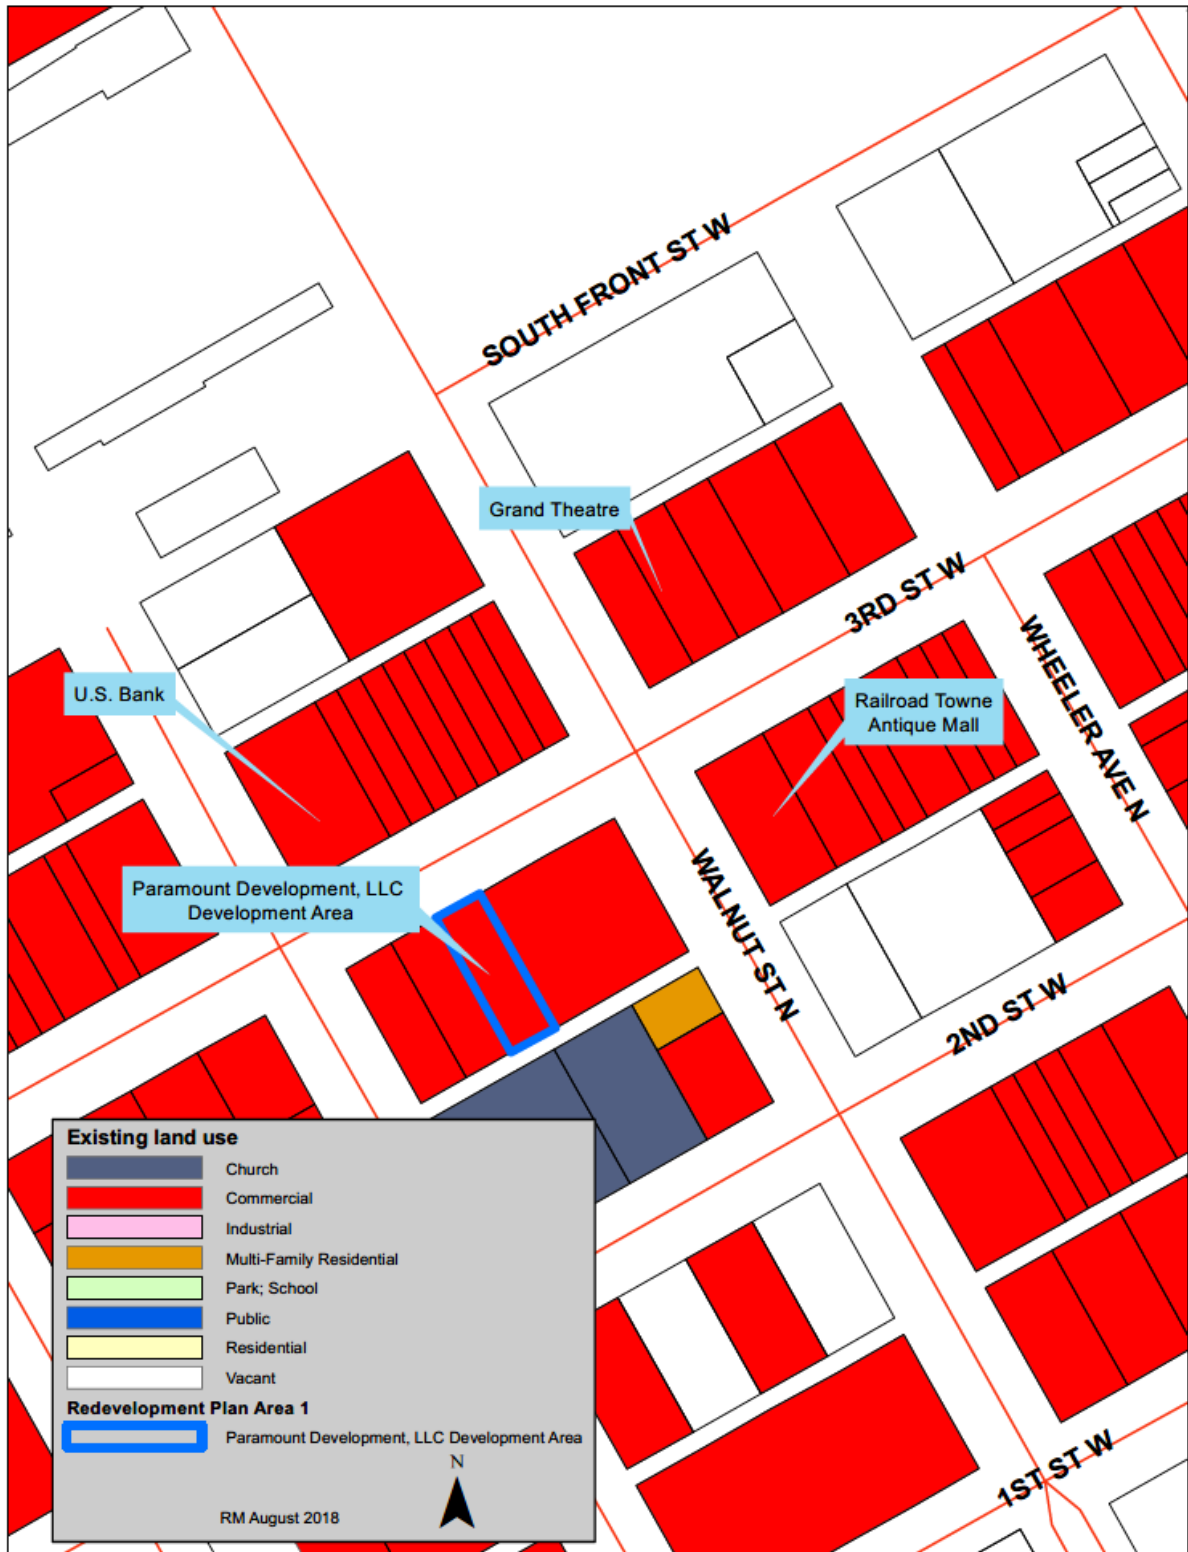 SOUTH FRONT ST W
Grand Theatre
3RD ST W
WHEELER AVE N
U.S. Bank
Railroad Towne
Antique Mall
Paramount Development, LLC
Development Area
WALNUT ST N
2ND ST W
Existing land use
Church
Commercial
Industrial
Multi-Family Residential
Park; School
Public
Residential
Vacant
Redevelopment Plan Area 1
Paramount Development, LLC Development Area
N
RM August 2018
1ST ST W